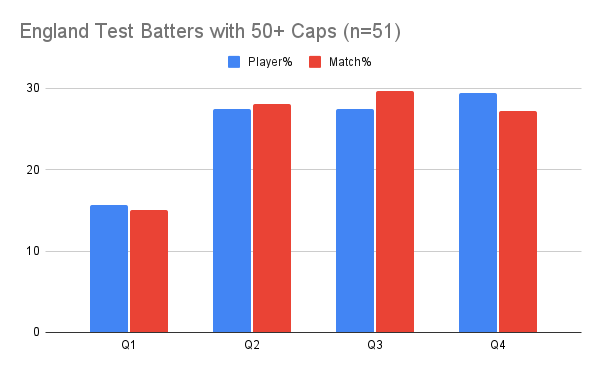 England Test Batters with 50+ Caps (n=51)
Player% Match%
30
20
10
0
Q1 Q2 Q3 Q4